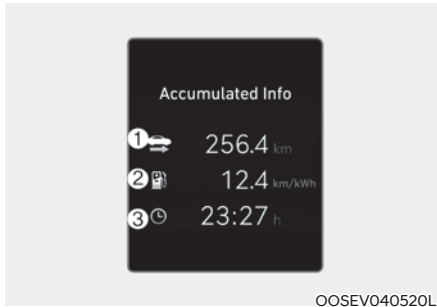 Accumulated Info
1 256.4 km
2 12.4 km/kWh
3 23:27 h
OOSEV040520L